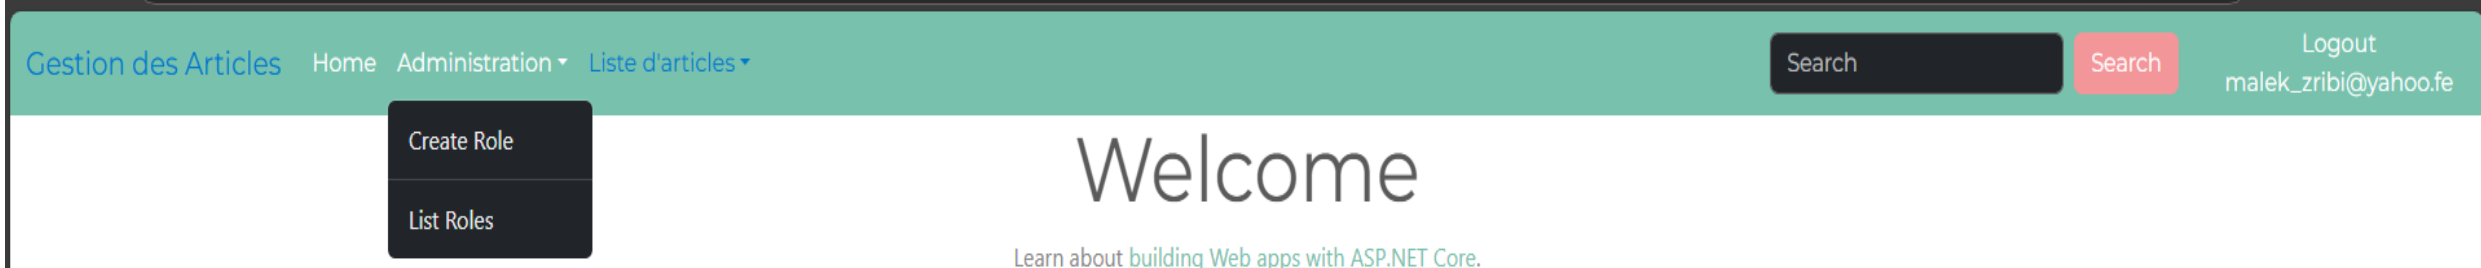 Gestion des Articles Home Administration Liste d'articles Search Search Logout
malek_zribi@yahoo.fe
Create Role
List Roles
Welcome
Learn about building Web apps with ASP.NET Core.